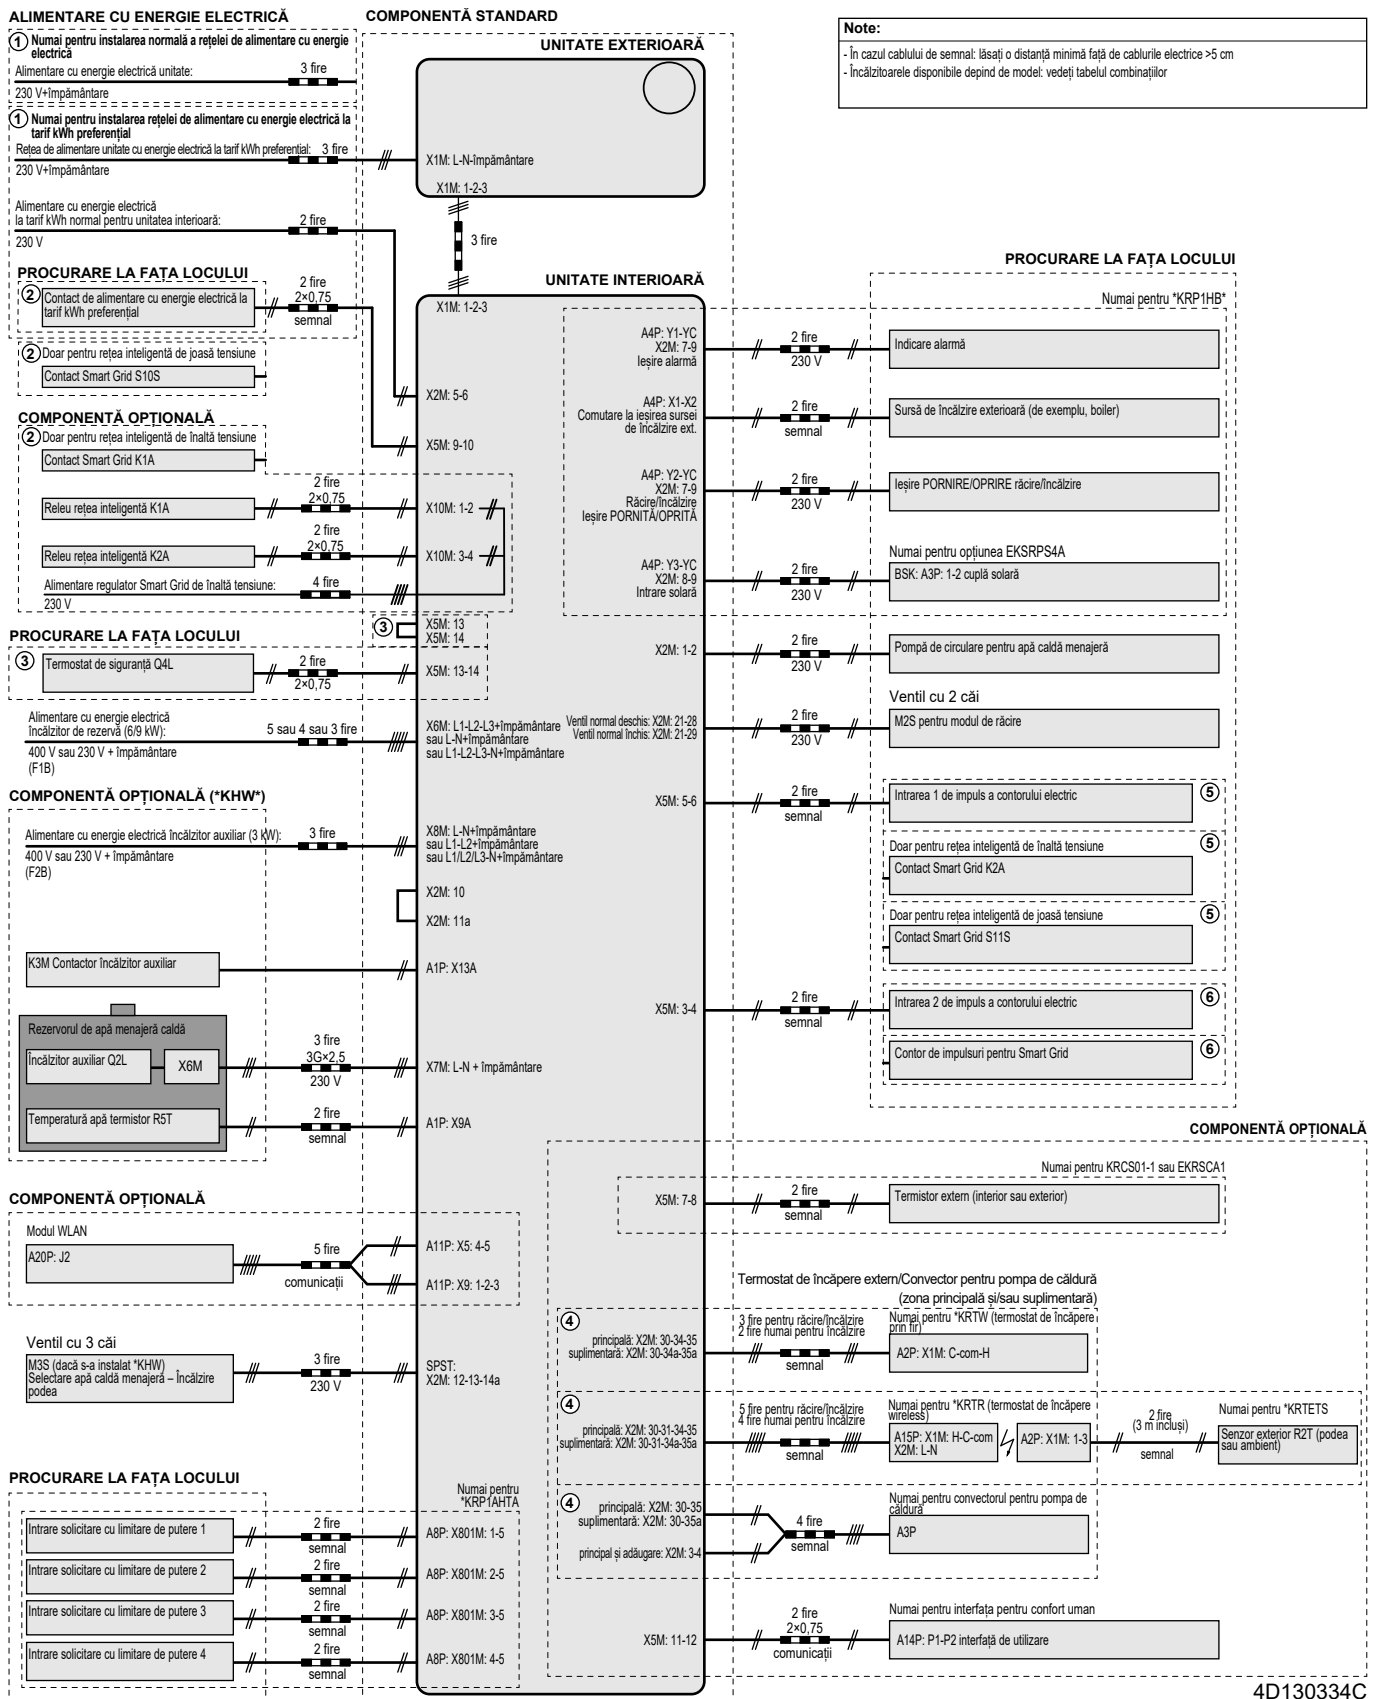 ALIMENTARE CU ENERGIE ELECTRICĂ
COMPONENTĂ STANDARD
Note:
- În cazul cablului de semnal: lăsați o distanță minimă față de cablurile electrice >5 cm
- Încălzitoarele disponibile depind de model: vedeți tabelul combinațiilor
1 Numai pentru instalarea normală a rețelei de alimentare cu energie
electrică
Alimentare cu energie electrică unitate:
3 fire
230 V+împământare
1 Numai pentru instalarea rețelei de alimentare cu energie electrică la
tarif kWh preferențial
Rețea de alimentare unitate cu energie electrică la tarif kWh preferențial:
3 fire
230 V+împământare
UNITATE EXTERIOARĂ
X1M: L-N-împământare
X1M: 1-2-3
3 fire
Alimentare cu energie electrică
la tarif kWh normal pentru unitatea interioară:
2 fire
230 V
PROCURARE LA FAȚA LOCULUI
2 Contact de alimentare cu energie electrică la
tarif kWh preferențial
2 fire
2×0,75
semnal
2 Doar pentru rețea inteligentă de joasă tensiune
Contact Smart Grid S10S
COMPONENTĂ OPȚIONALĂ
2 Doar pentru rețea inteligentă de înaltă tensiune
Contact Smart Grid K1A
Releu rețea inteligentă K1A
2 fire
2×0,75
Releu rețea inteligentă K2A
2 fire
2×0,75
Alimentare regulator Smart Grid de înaltă tensiune:
4 fire
230 V
PROCURARE LA FAȚA LOCULUI
3 Termostat de siguranță Q4L
2 fire
2×0,75
Alimentare cu energie electrică
încălzitor de rezervă (6/9 kW):
5 sau 4 sau 3 fire
400 V sau 230 V + împământare
(F1B)
COMPONENTĂ OPȚIONALĂ (*KHW*)
Alimentare cu energie electrică încălzitor auxiliar (3 kW):
3 fire
400 V sau 230 V + împământare
(F2B)
K3M Contactor încălzitor auxiliar
Rezervorul de apă menajeră caldă
Încălzitor auxiliar Q2L
X6M
3 fire
3G×2,5
230 V
Temperatură apă termistor R5T
2 fire
semnal
COMPONENTĂ OPȚIONALĂ
Modul WLAN
A20P: J2
5 fire
comunicații
Ventil cu 3 căi
M3S (dacă s-a instalat *KHW)
Selectare apă caldă menajeră – Încălzire
podea
3 fire
230 V
PROCURARE LA FAȚA LOCULUI
Intrare solicitare cu limitare de putere 1
2 fire
semnal
Intrare solicitare cu limitare de putere 2
2 fire
semnal
Intrare solicitare cu limitare de putere 3
2 fire
semnal
Intrare solicitare cu limitare de putere 4
2 fire
semnal
UNITATE INTERIOARĂ
X1M: 1-2-3
X2M: 5-6
X5M: 9-10
X10M: 1-2
X10M: 3-4
3 X5M: 13
X5M: 14
X5M: 13-14
X6M: L1-L2-L3+împământare
sau L-N+împământare
sau L1-L2-L3-N+împământare
X8M: L-N+împământare
sau L1-L2+împământare
sau L1/L2/L3-N+împământare
X2M: 10
X2M: 11a
A1P: X13A
X7M: L-N + împământare
A1P: X9A
A11P: X5: 4-5
A11P: X9: 1-2-3
SPST:
X2M: 12-13-14a
Numai pentru
*KRP1AHTA
A8P: X801M: 1-5
A8P: X801M: 2-5
A8P: X801M: 3-5
A8P: X801M: 4-5
PROCURARE LA FAȚA LOCULUI
Numai pentru *KRP1HB*
A4P: Y1-YC
X2M: 7-9
Ieșire alarmă
2 fire
230 V
Indicare alarmă
A4P: X1-X2
Comutare la ieșirea sursei
de încălzire ext.
2 fire
semnal
Sursă de încălzire exterioară (de exemplu, boiler)
A4P: Y2-YC
X2M: 7-9
Răcire/Încălzire
Ieșire PORNITĂ/OPRITĂ
2 fire
230 V
Ieșire PORNIRE/OPRIRE răcire/încălzire
Numai pentru opțiunea EKSRPS4A
A4P: Y3-YC
X2M: 8-9
Intrare solară
2 fire
230 V
BSK: A3P: 1-2 cuplă solară
X2M: 1-2
2 fire
230 V
Pompă de circulare pentru apă caldă menajeră
Ventil cu 2 căi
Ventil normal deschis: X2M: 21-28
Ventil normal închis: X2M: 21-29
2 fire
230 V
M2S pentru modul de răcire
X5M: 5-6
2 fire
semnal
Intrarea 1 de impuls a contorului electric 5
Doar pentru rețea inteligentă de înaltă tensiune 5
Contact Smart Grid K2A
Doar pentru rețea inteligentă de joasă tensiune 5
Contact Smart Grid S11S
X5M: 3-4
2 fire
semnal
Intrarea 2 de impuls a contorului electric 6
Contor de impulsuri pentru Smart Grid 6
COMPONENTĂ OPȚIONALĂ
Numai pentru KRCS01-1 sau EKRSCA1
X5M: 7-8
2 fire
semnal
Termistor extern (interior sau exterior)
Termostat de încăpere extern/Convector pentru pompa de căldură
(zona principală și/sau suplimentară)
4
principală: X2M: 30-34-35
suplimentară: X2M: 30-34a-35a
3 fire pentru răcire/încălzire
2 fire numai pentru încălzire
semnal
Numai pentru *KRTW (termostat de încăpere
prin fir)
A2P: X1M: C-com-H
4
principală: X2M: 30-31-34-35
suplimentară: X2M: 30-31-34a-35a
5 fire pentru răcire/încălzire
4 fire numai pentru încălzire
semnal
Numai pentru *KRTR (termostat de încăpere
wireless)
A15P: X1M: H-C-com
X2M: L-N
A2P: X1M: 1-3
2 fire
(3 m incluși)
semnal
Numai pentru *KRTETS
Senzor exterior R2T (podea
sau ambient)
4
principală: X2M: 30-35
suplimentară: X2M: 30-35a
principal și adăugare: X2M: 3-4
4 fire
semnal
Numai pentru convectorul pentru pompa de
căldură
A3P
X5M: 11-12
2 fire
2×0,75
comunicații
Numai pentru interfața pentru confort uman
A14P: P1-P2 interfață de utilizare
4D130334C